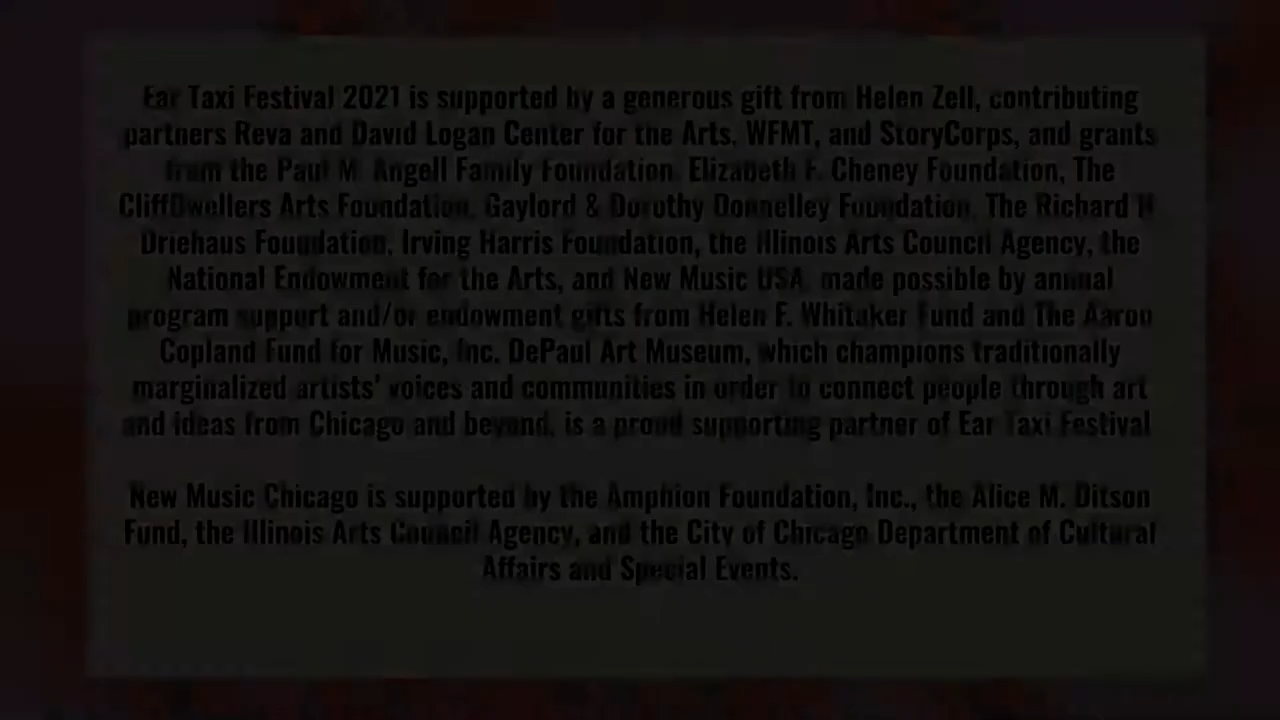 Ear Taxi Festival 2021 is supported by a generous gift from Helen Zell, contributing
partners Reva and David Logan Center for the Arts, WFMT, and StoryCorps, and grants
from the Paul M. Angell Family Foundation, Elizabeth F. Cheney Foundation, The
CliffDwellers Arts Foundation, Gaylord & Dorothy Donnelley Foundation, The Richard H
Driehaus Foundation, Irving Harris Foundation, the Illinois Arts Council Agency, the
National Endowment for the Arts, and New Music USA, made possible by annual
program support and/or endowment gifts from Helen F. Whitaker Fund and The Aaron
Copland Fund for Music, Inc. DePaul Art Museum, which champions traditionally
marginalized artists' voices and communities in order to connect people through art
and ideas from Chicago and beyond, is a proud supporting partner of Ear Taxi Festival
New Music Chicago is supported by the Amphion Foundation, Inc., the Alice M. Ditson
Fund, the Illinois Arts Council Agency, and the City of Chicago Department of Cultural
Affairs and Special Events.